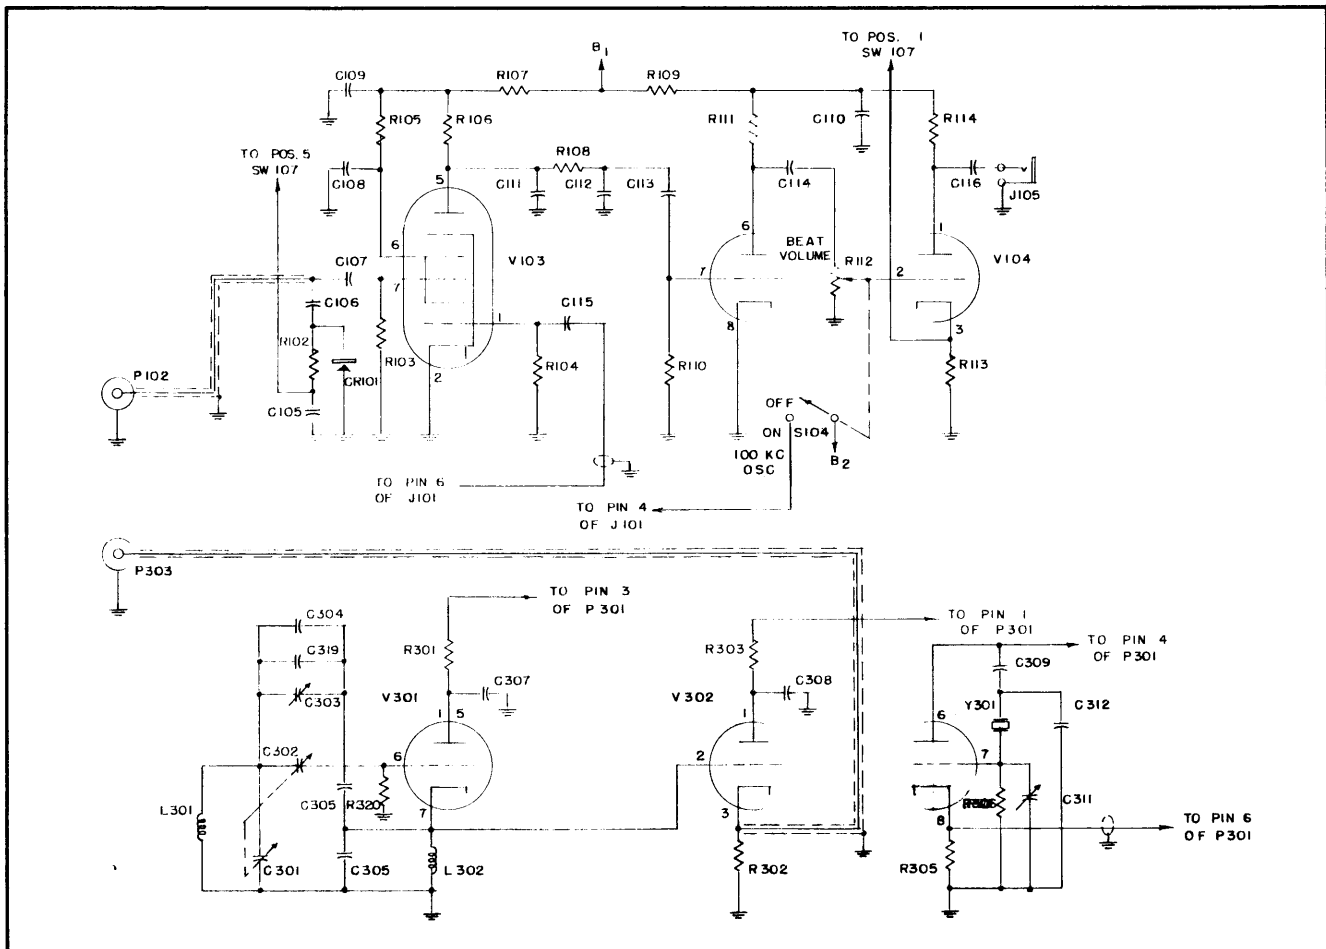 TO POS. 1
SW 107
B1
C109
R107
R109
R105
R106
R111
C110
R114
TO POS. 5
SW 107
C108
R108
C111
C112
C113
C114
C116
J105
5
6
1
BEAT
VOLUME
R112
V104
V103
6
C107
7
7
2
C106
C115
1
8
3
R102
CR101
R103
R104
R110
R113
P102
2
C105
OFF
ON S104
100 KC
OSC
B2
TO PIN 6
OF J101
TO PIN 4
OF J101
P303
TO PIN 3
OF P301
TO PIN 1
OF P301
TO PIN 4
OF P301
C304
C319
C303
R301
R303
C309
C307
C308
V301
V302
Y301
C312
1 5
1
6
C302
6
2
7
L301
C305
R320
C311
7
3
8
TO PIN 6
OF P301
C301
C305
L302
R302
R305